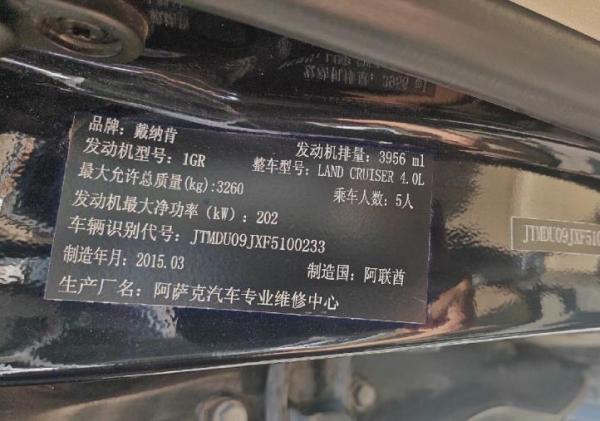 品牌: 戴纳肯
发动机排量: 3956 ml
发动机型号: 1GR
整车型号: LAND CRUISER 4.0L
最大允许总质量(kg):3260
乘车人数: 5人
发动机最大净功率（kW）: 202
车辆识别代号: JTMDU09JXF5100233
制造年月: 2015.03
制造国: 阿联酋
生产厂名: 阿萨克汽车专业维修中心
JTMDU09JXF510